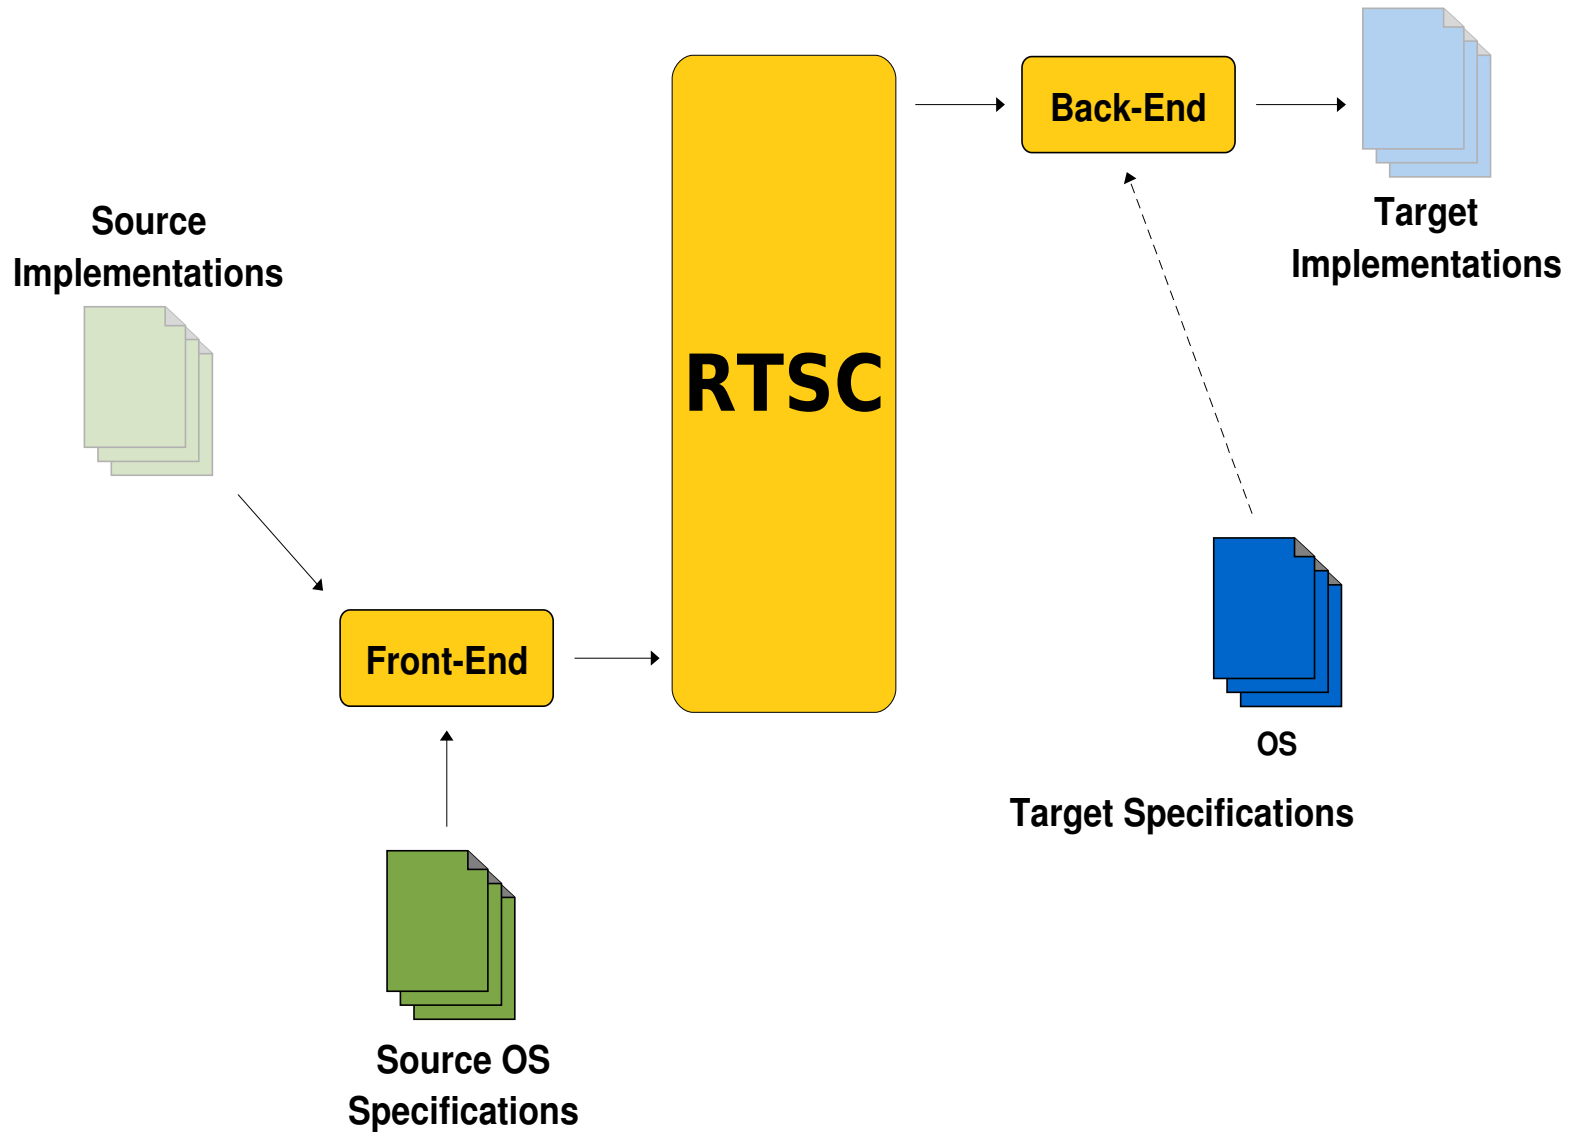 Source
Implementations
Front-End
Source OS
Specifications
RTSC
Back-End
Target
Implementations
OS
Target Specifications